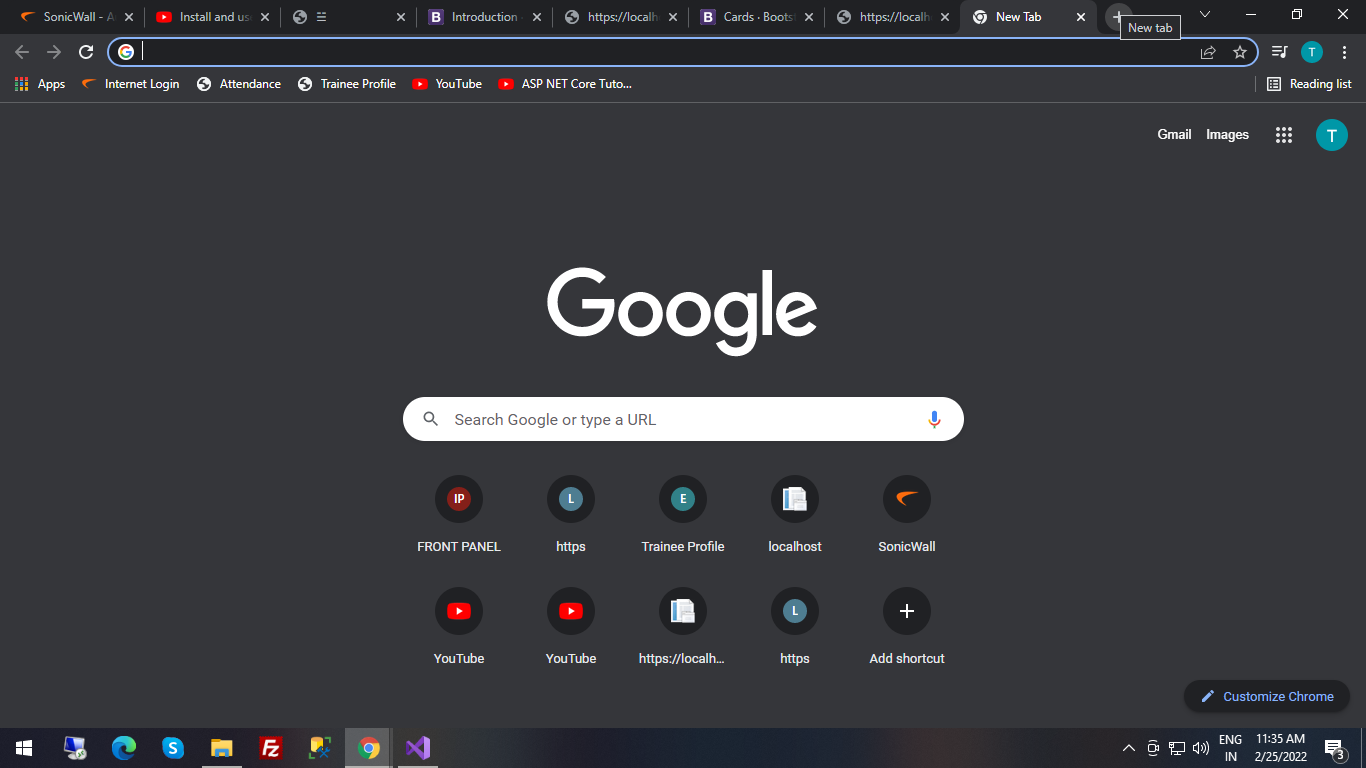 SonicWall - A
Install and us
☵
Introduction
https://localh
Cards · Boots
https://localh
New Tab
New tab
Apps
Internet Login
Attendance
Trainee Profile
YouTube
ASP NET Core Tuto...
Reading list
T
Gmail
Images
T
Google
Search Google or type a URL
IP
L
E
FRONT PANEL
https
Trainee Profile
localhost
SonicWall
L
YouTube
YouTube
https://localh...
https
Add shortcut
Customize Chrome
ENG
IN
11:35 AM
2/25/2022
3